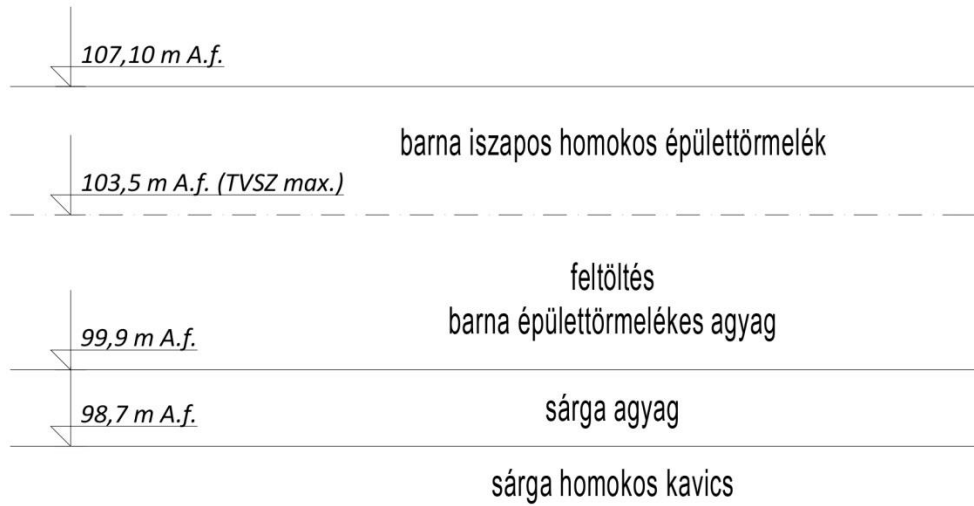 107,10 m A.f.
barna iszapos homokos épülettörmelék
103,5 m A.f. (TVSZ max.)
feltöltés
barna épülettörmelékes agyag
99,9 m A.f.
sárga agyag
98,7 m A.f.
sárga homokos kavics